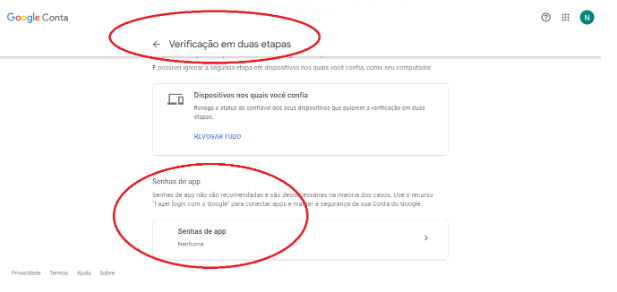 Google Conta
N
← Verificação em duas etapas
É possível ignorar a segunda etapa em dispositivos nos quais você confia, como seu computador.
Dispositivos nos quais você confia
Revoga o status de confiável dos seus dispositivos que pularem a verificação em duas
etapas.
REVOGAR TUDO
Senhas de app
Senhas de app não são recomendadas e são desnecessárias na maioria dos casos. Use o recurso
"Fazer login com o Google" para conectar apps e manter a segurança da sua Conta do Google.
Senhas de app
Nenhuma
Privacidade Termos Ajuda Sobre